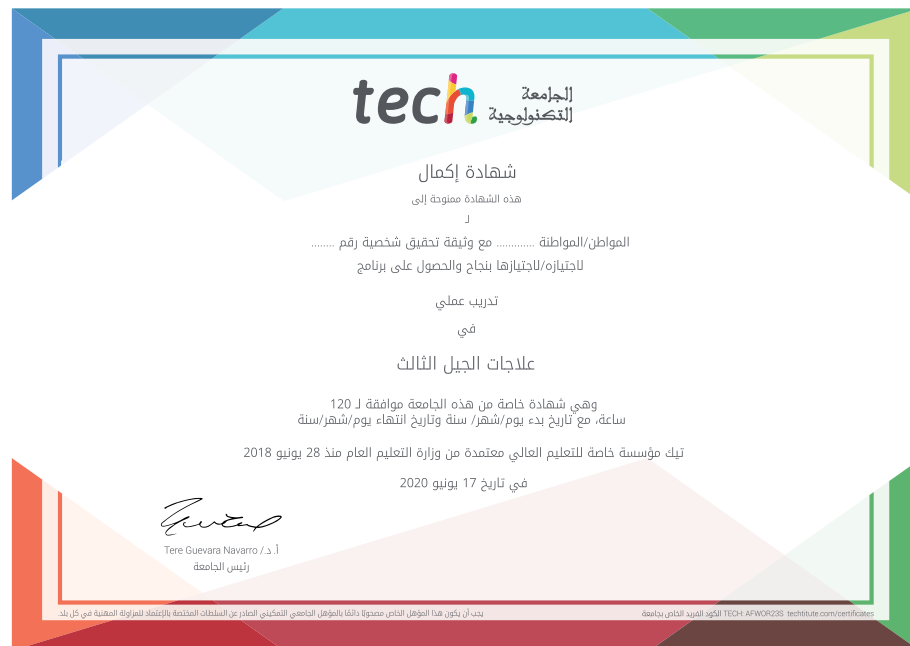 tech الجامعة
التكنولوجية
شهادة إكمال
هذه الشهادة ممنوحة إلى
لـ
المواطن/المواطنة ............. مع وثيقة تحقيق شخصية رقم ........
لاجتيازه/لاجتيازها بنجاح والحصول على برنامج
تدريب عملي
في
علاجات الجيل الثالث
وهي شهادة خاصة من هذه الجامعة موافقة لـ 120
ساعة، مع تاريخ بدء يوم/شهر/ سنة وتاريخ انتهاء يوم/شهر/سنة
تيك مؤسسة خاصة للتعليم العالي معتمدة من وزارة التعليم العام منذ 28 يونيو 2018
في تاريخ 17 يونيو 2020
أ.د./ Tere Guevara Navarro
رئيس الجامعة
يجب أن يكون هذا المؤهل الخاص مصحوبًا دائمًا بالمؤهل الجامعي التمكيني الصادر عن السلطات المختصة بالإعتماد للمزاولة المهنية في كل بلد.
الكود الفريد الخاص بجامعة TECH: AFWOR23S techtitute.com/certificates